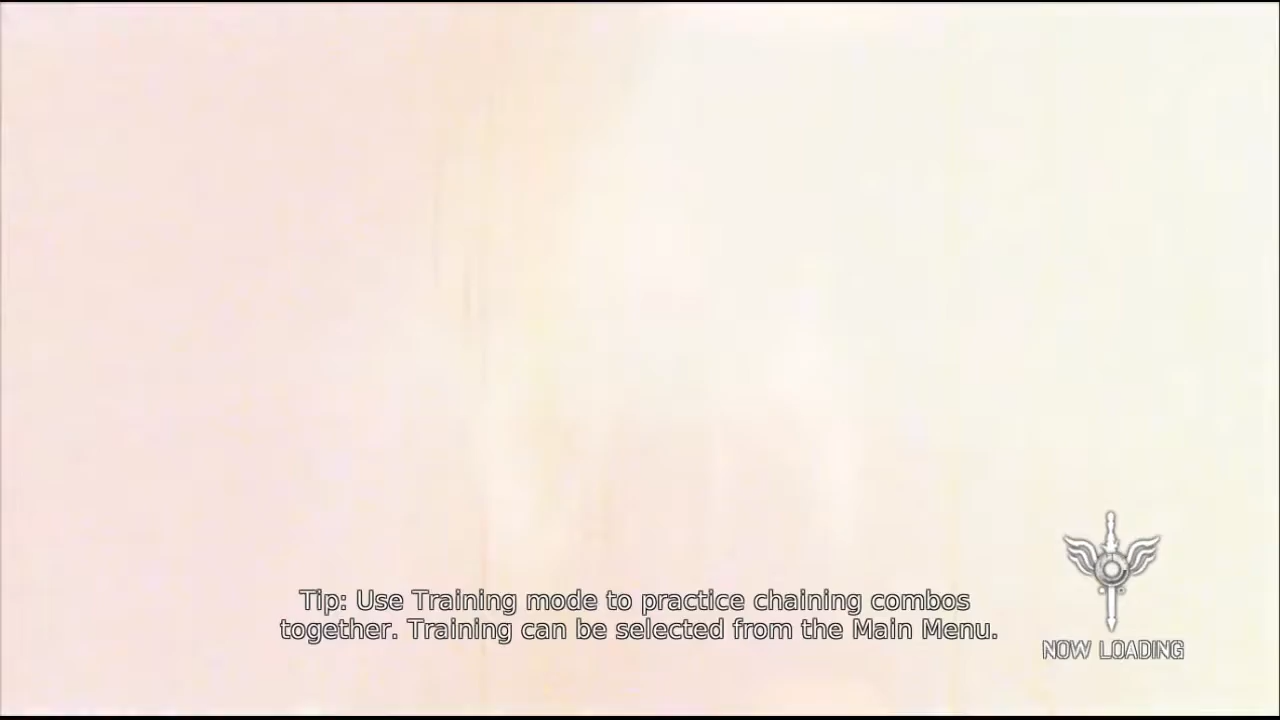 Tip: Use Training mode to practice chaining combos
together. Training can be selected from the Main Menu.
NOW LOADING